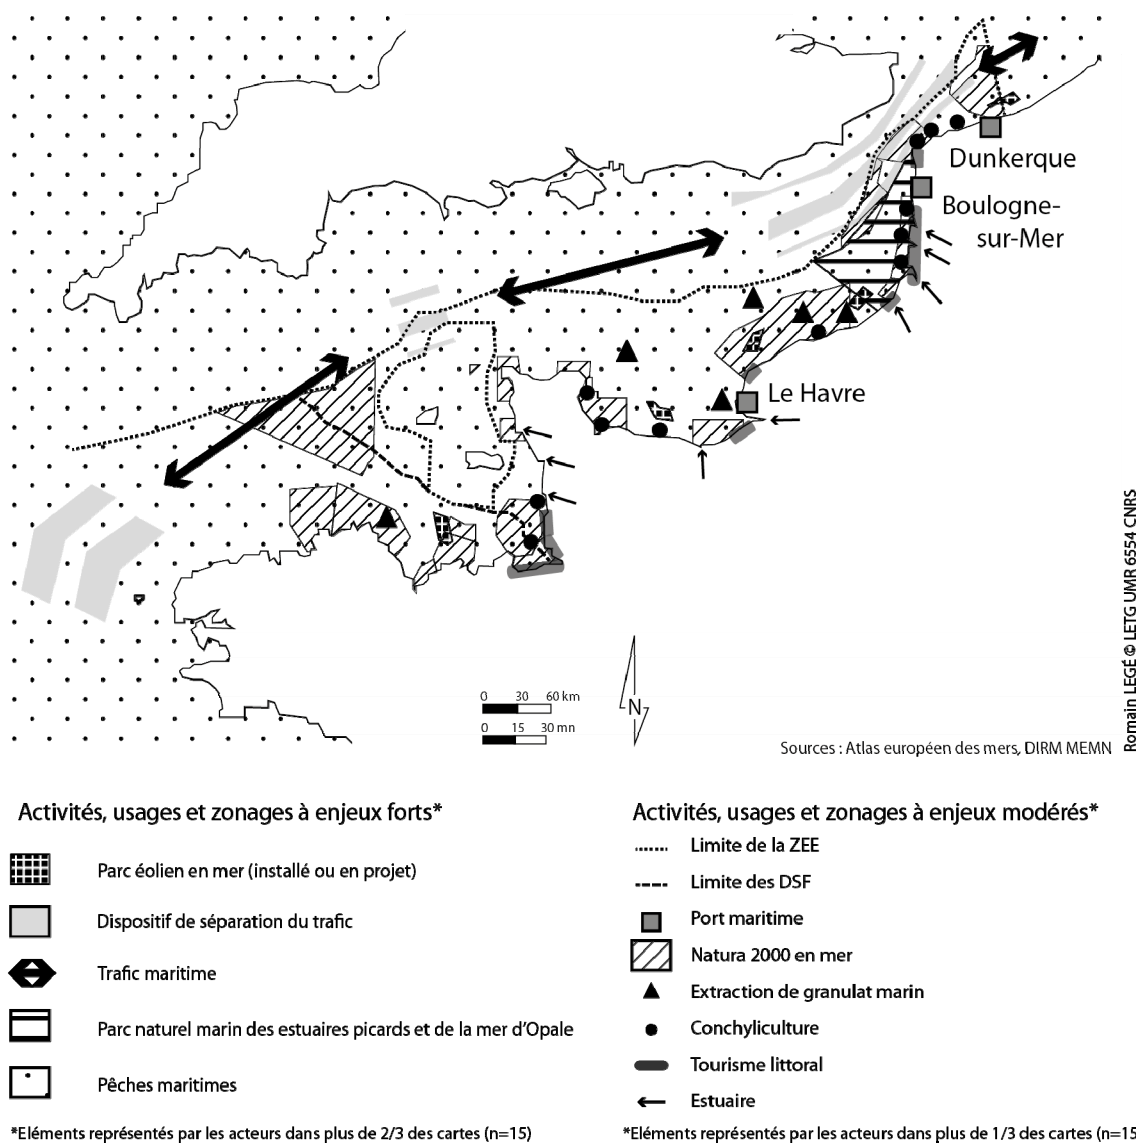 Dunkerque
Boulogne-
sur-Mer
Le Havre
0 30 60 km
0 15 30 mn
N
Sources : Atlas européen des mers, DIRM MEMN
Romain LEGÉ © LETG UMR 6554 CNRS
Activités, usages et zonages à enjeux forts*
Parc éolien en mer (installé ou en projet)
Dispositif de séparation du trafic
Trafic maritime
Parc naturel marin des estuaires picards et de la mer d'Opale
Pêches maritimes
*Eléments représentés par les acteurs dans plus de 2/3 des cartes (n=15)
Activités, usages et zonages à enjeux modérés*
Limite de la ZEE
Limite des DSF
Port maritime
Natura 2000 en mer
Extraction de granulat marin
Conchyliculture
Tourisme littoral
Estuaire
*Eléments représentés par les acteurs dans plus de 1/3 des cartes (n=15